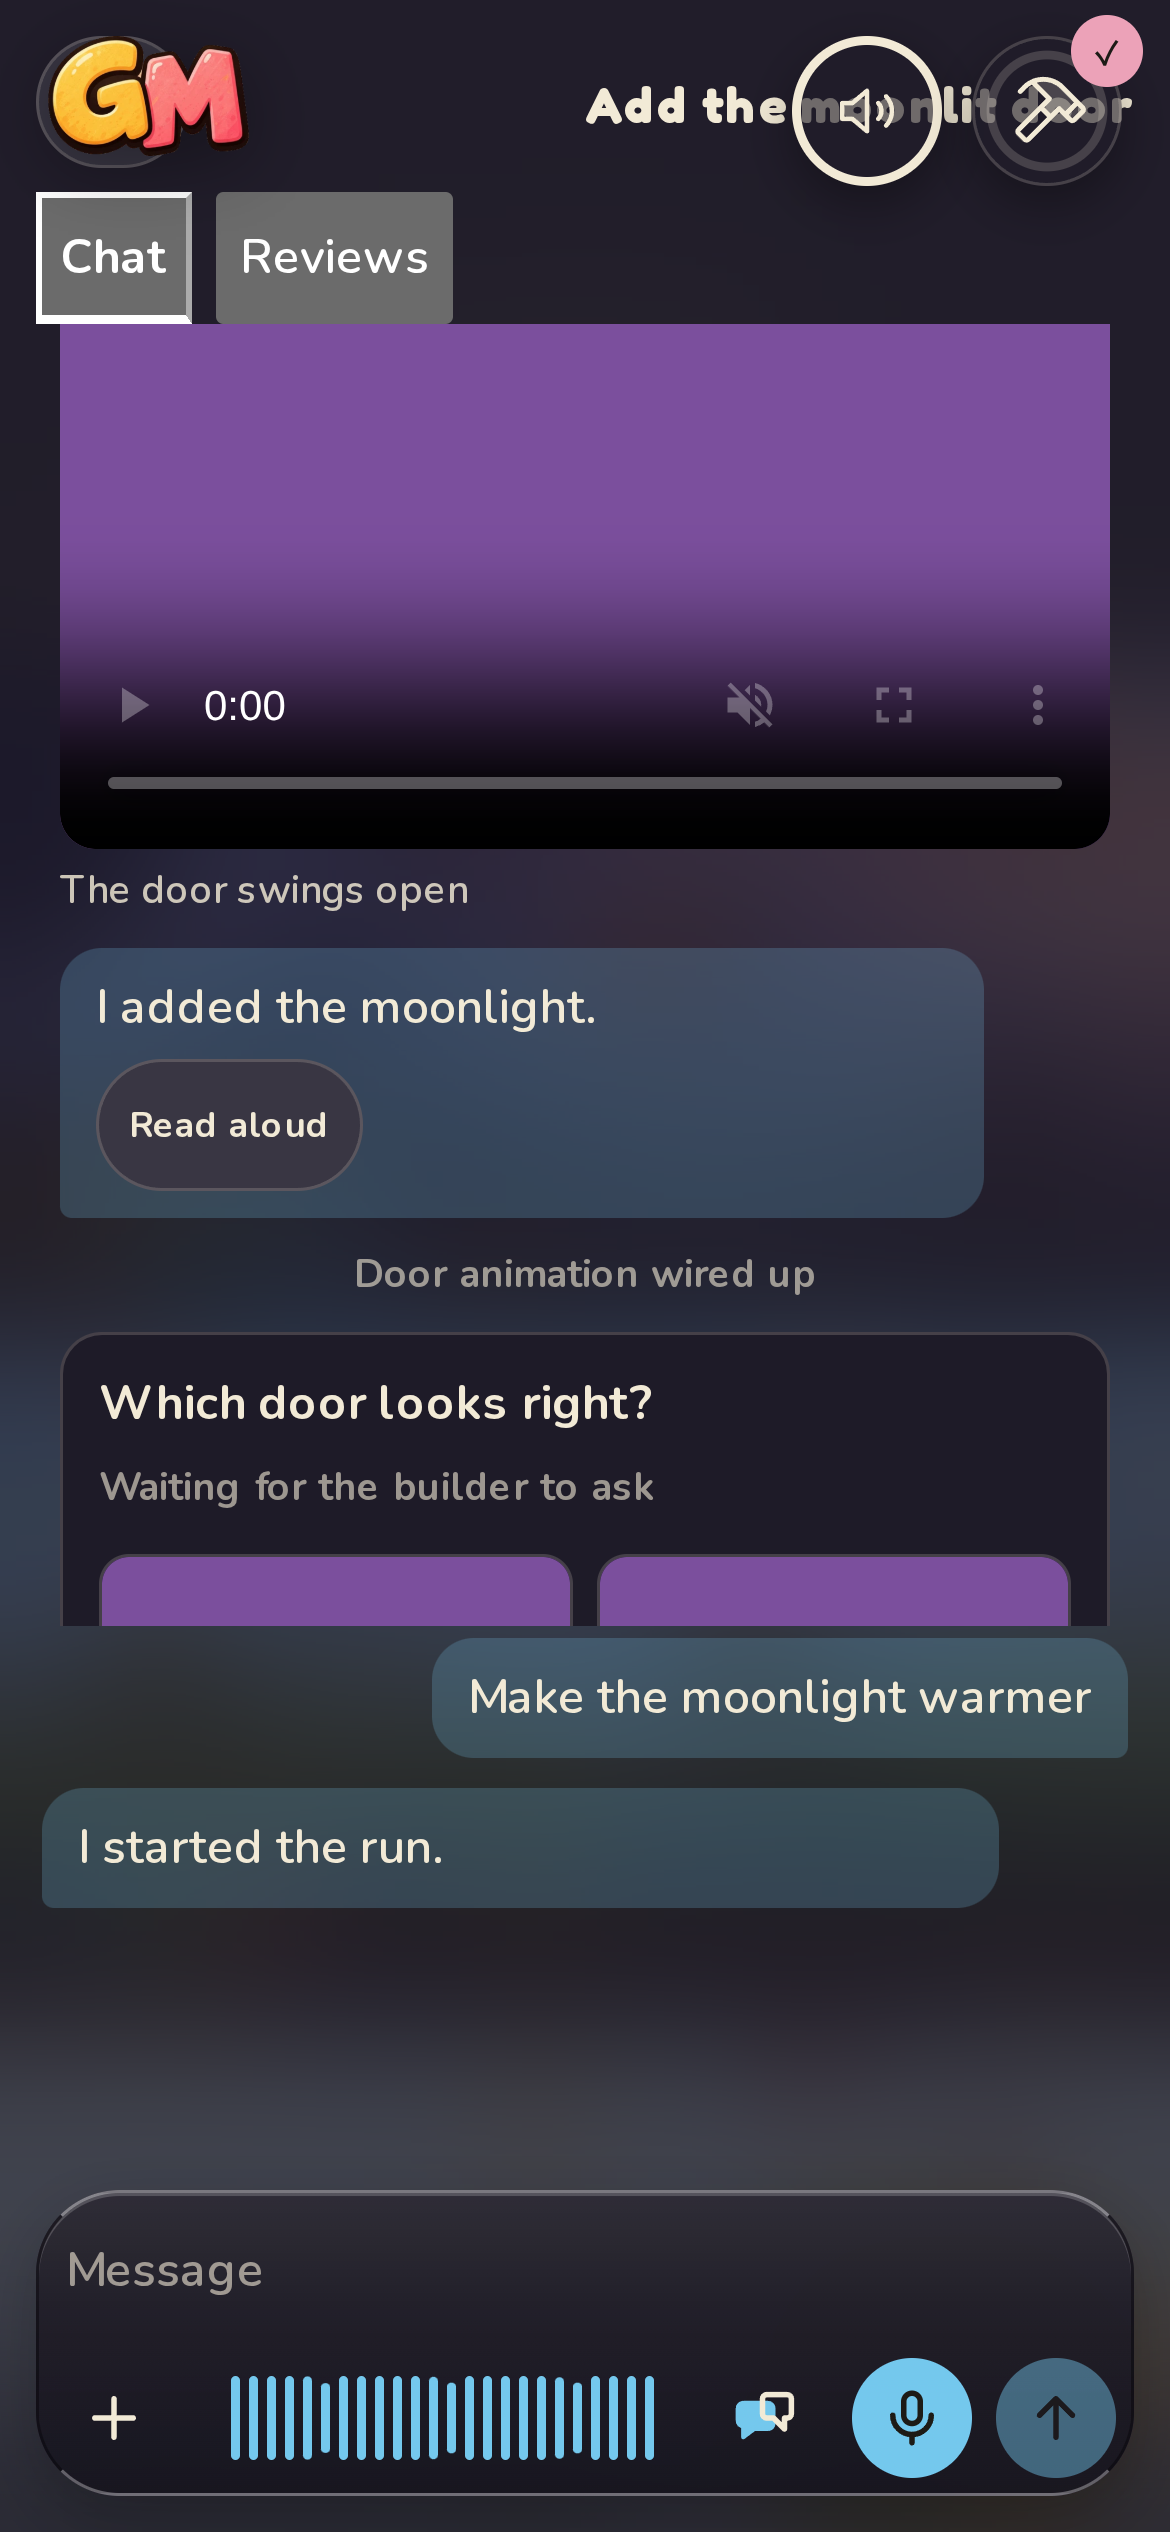 GM
Add the moonlit door
Chat
Reviews
0:00
The door swings open
I added the moonlight.
Read aloud
Door animation wired up
Which door looks right?
Waiting for the builder to ask
Make the moonlight warmer
I started the run.
Message